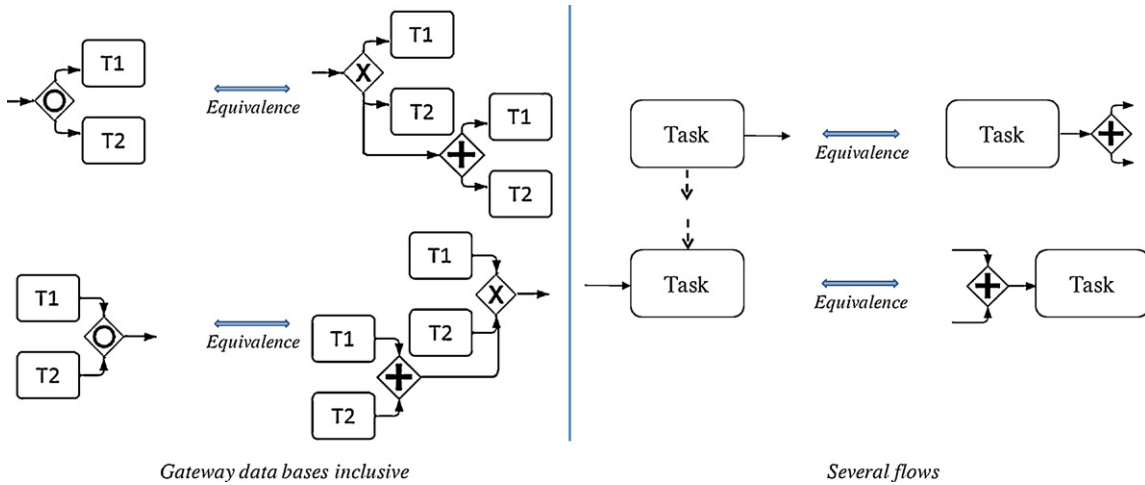 T1
T2
Equivalence
T1
T2
T1
T2
Task
Equivalence
Task
T1
T2
Equivalence
T1
T2
T1
T2
Task
Equivalence
Task
Gateway data bases inclusive
Several flows